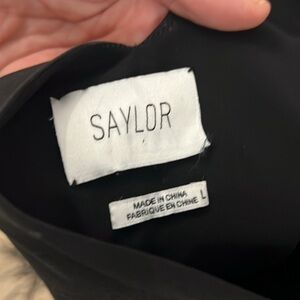 SAYLOR
MADE IN CHINA
FABRIQUE EN CHINE
L